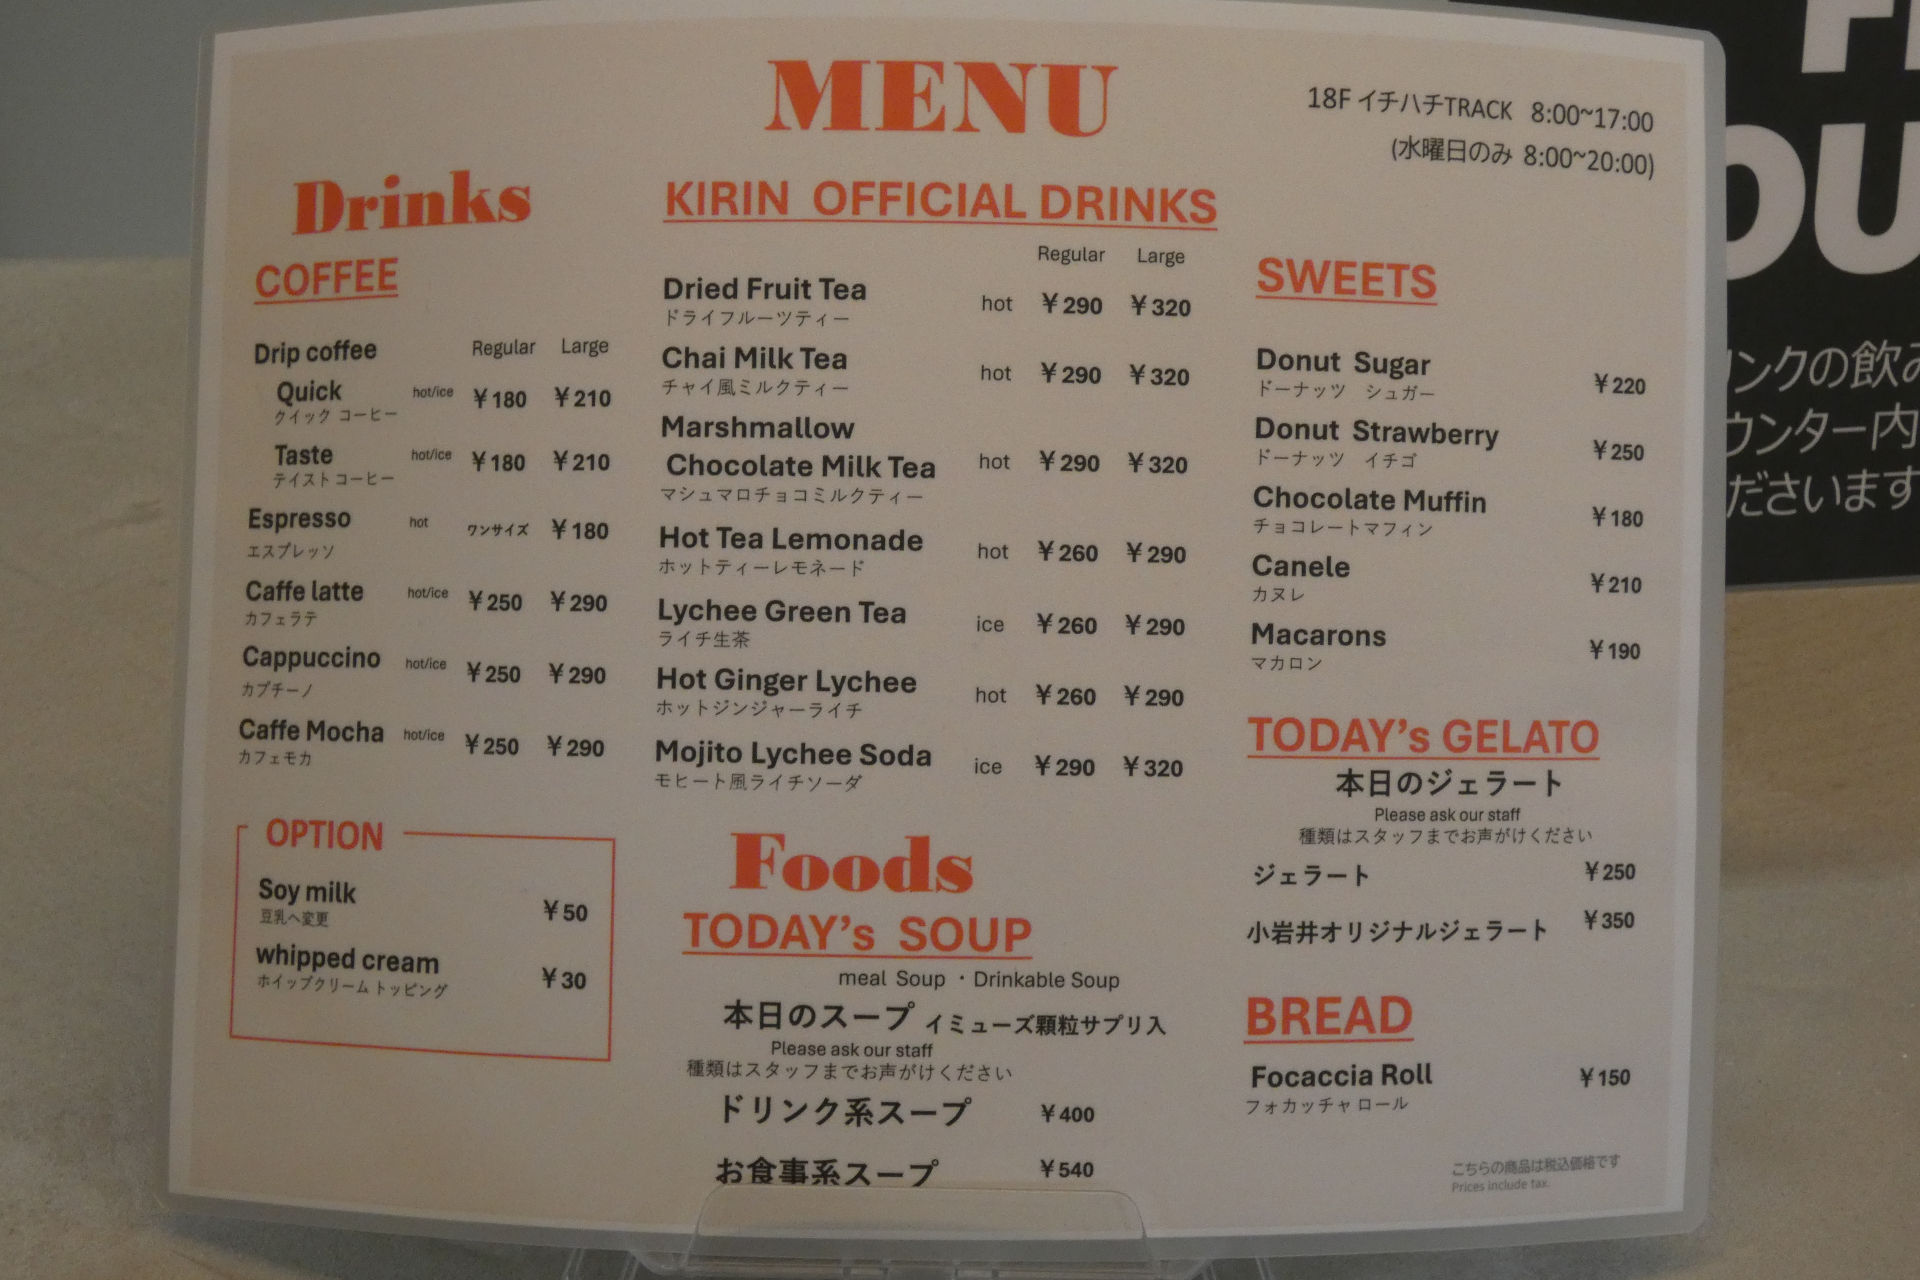 MENU
18F イチハチTRACK 8:00~17:00
(水曜日のみ 8:00~20:00)
Drinks
COFFEE
Regular Large
Drip coffee
Quick hot/ice ¥180 ¥210
クイック コーヒー
Taste hot/ice ¥180 ¥210
テイスト コーヒー
Espresso hot ワンサイズ ¥180
エスプレッソ
Caffe latte hot/ice ¥250 ¥290
カフェラテ
Cappuccino hot/ice ¥250 ¥290
カプチーノ
Caffe Mocha hot/ice ¥250 ¥290
カフェモカ
OPTION
Soy milk ¥50
豆乳へ変更
whipped cream ¥30
ホイップクリーム トッピング
KIRIN OFFICIAL DRINKS
Regular Large
Dried Fruit Tea hot ¥290 ¥320
ドライフルーツティー
Chai Milk Tea hot ¥290 ¥320
チャイ風ミルクティー
Marshmallow
Chocolate Milk Tea hot ¥290 ¥320
マシュマロチョコミルクティー
Hot Tea Lemonade hot ¥260 ¥290
ホットティーレモネード
Lychee Green Tea ice ¥260 ¥290
ライチ生茶
Hot Ginger Lychee hot ¥260 ¥290
ホットジンジャーライチ
Mojito Lychee Soda ice ¥290 ¥320
モヒート風ライチソーダ
Foods
TODAY's SOUP
meal Soup ・Drinkable Soup
本日のスープ イミューズ顆粒サプリ入
Please ask our staff
種類はスタッフまでお声がけください
ドリンク系スープ ¥400
お食事系スープ ¥540
SWEETS
Donut Sugar ¥220
ドーナッツ シュガー
Donut Strawberry ¥250
ドーナッツ イチゴ
Chocolate Muffin ¥180
チョコレートマフィン
Canele ¥210
カヌレ
Macarons ¥190
マカロン
TODAY's GELATO
本日のジェラート
Please ask our staff
種類はスタッフまでお声がけください
ジェラート ¥250
小岩井オリジナルジェラート ¥350
BREAD
Focaccia Roll ¥150
フォカッチャ ロール
こちらの商品は税込価格です
Prices include tax.
OU
ンクの飲み
ウンター内
ださいます